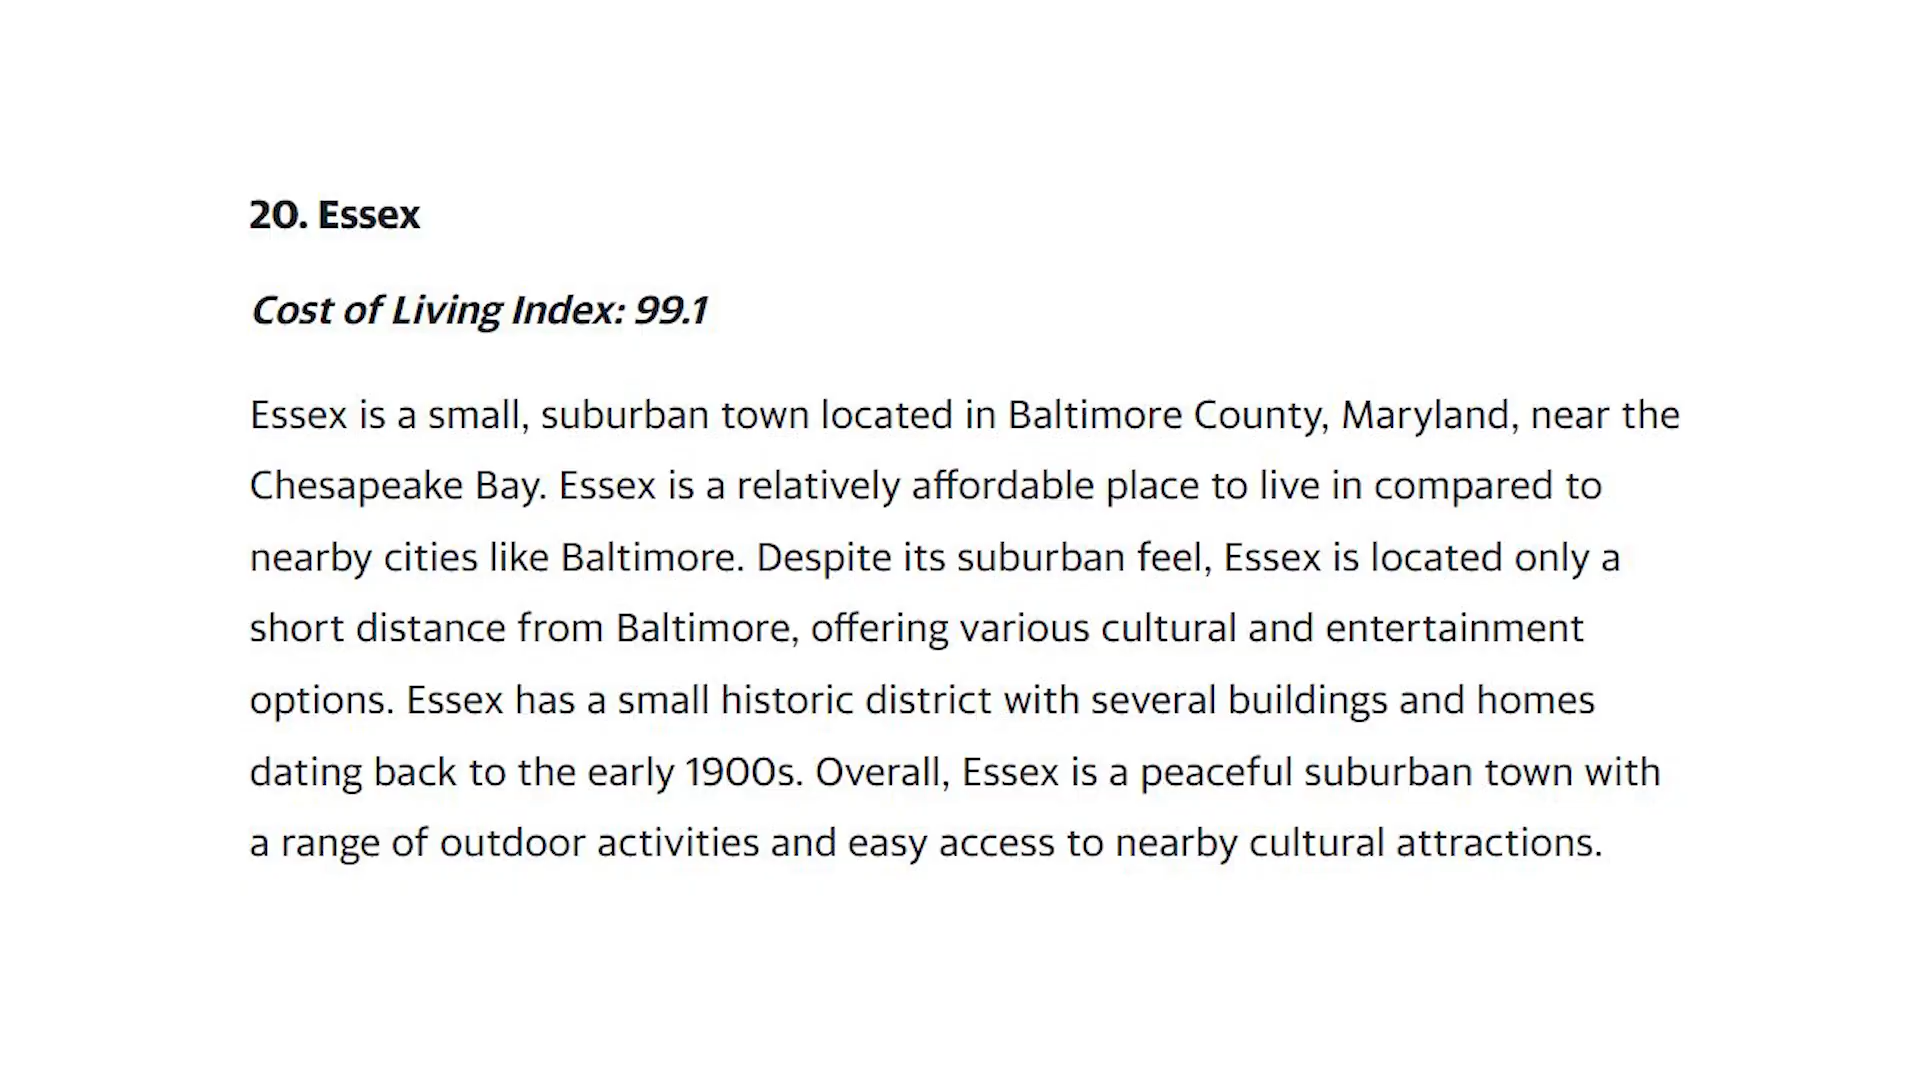 20. Essex
Cost of Living Index: 99.1
Essex is a small, suburban town located in Baltimore County, Maryland, near the
Chesapeake Bay. Essex is a relatively affordable place to live in compared to
nearby cities like Baltimore. Despite its suburban feel, Essex is located only a
short distance from Baltimore, offering various cultural and entertainment
options. Essex has a small historic district with several buildings and homes
dating back to the early 1900s. Overall, Essex is a peaceful suburban town with
a range of outdoor activities and easy access to nearby cultural attractions.